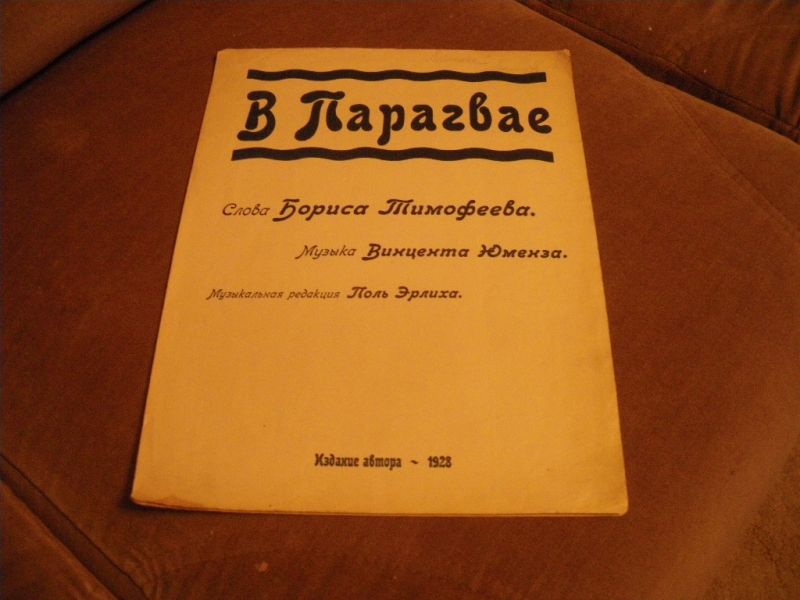 В Парагвае
Слова Бориса Тимофеева.
Музыка Винцента Юменза.
Музыкальная редакция Поль Эрлиха.
Издание автора ~ 1928